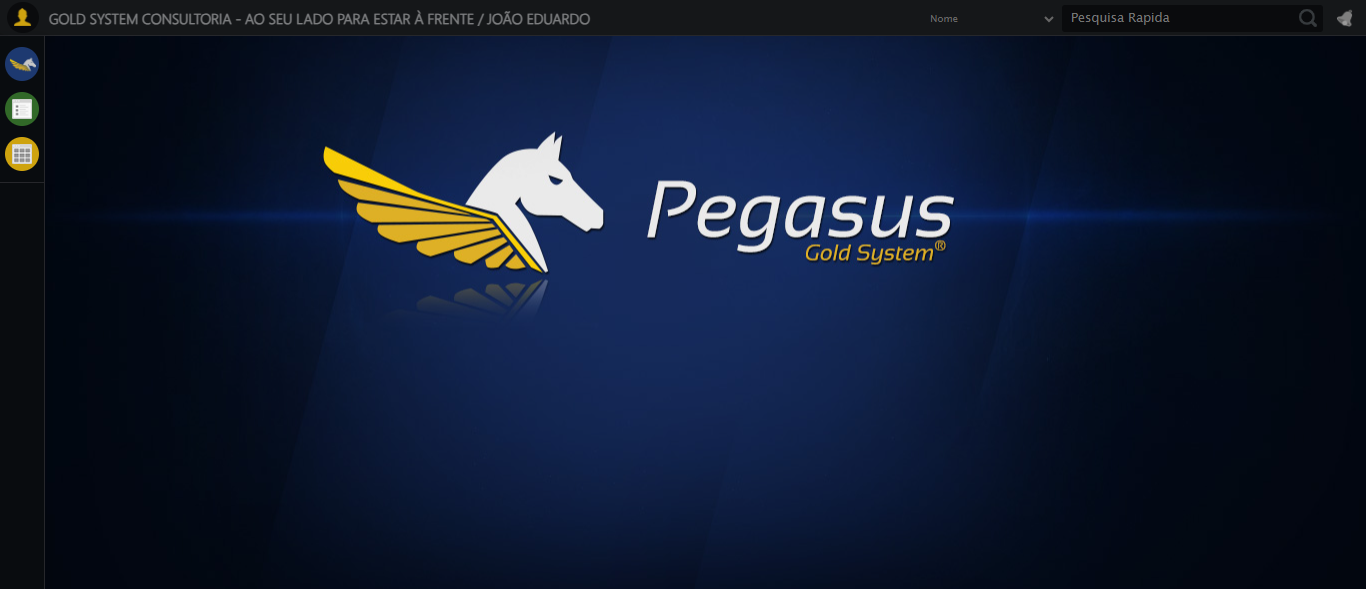 GOLD SYSTEM CONSULTORIA - AO SEU LADO PARA ESTAR À FRENTE / JOÃO EDUARDO
Nome
Pesquisa Rapida
Pegasus
Gold System®